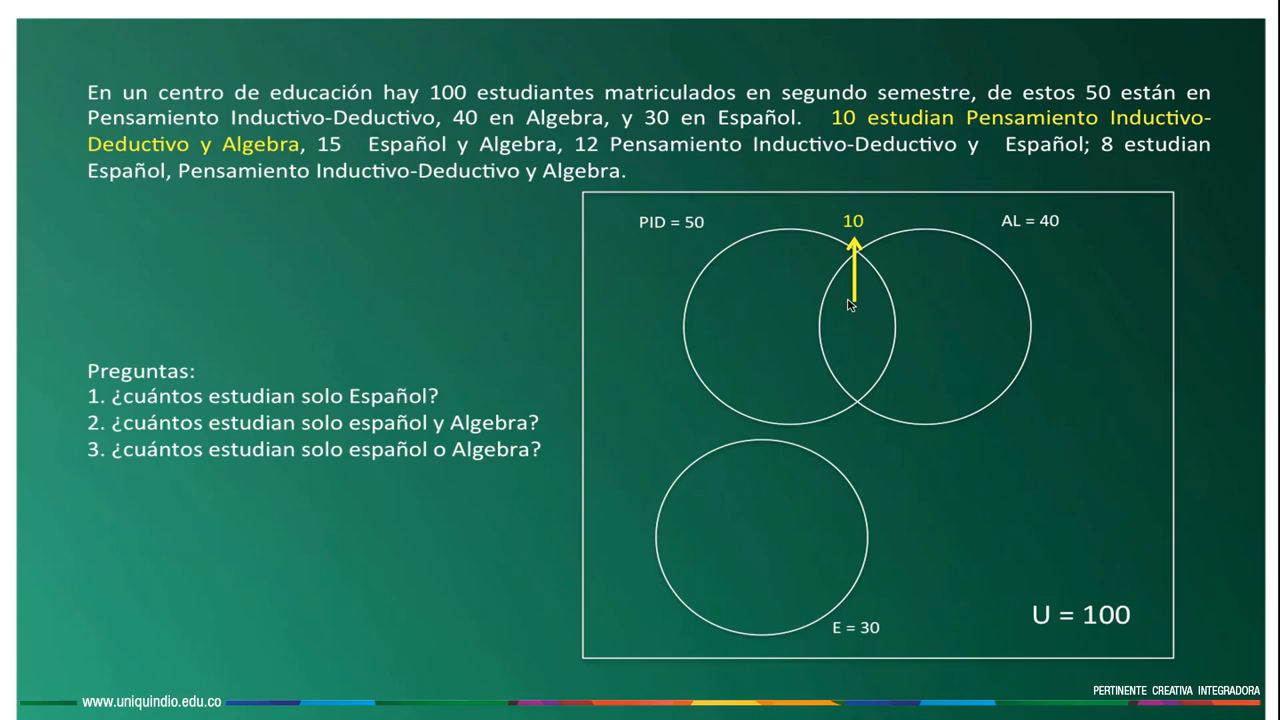 En un centro de educación hay 100 estudiantes matriculados en segundo semestre, de estos 50 están en
Pensamiento Inductivo-Deductivo, 40 en Algebra, y 30 en Español. 10 estudian Pensamiento Inductivo-
Deductivo y Algebra, 15 Español y Algebra, 12 Pensamiento Inductivo-Deductivo y Español; 8 estudian
Español, Pensamiento Inductivo-Deductivo y Algebra.
PID = 50
10
AL = 40
Preguntas:
1. ¿cuántos estudian solo Español?
2. ¿cuántos estudian solo español y Algebra?
3. ¿cuántos estudian solo español o Algebra?
E = 30
U = 100
www.uniquindio.edu.co
PERTINENTE CREATIVA INTEGRADORA